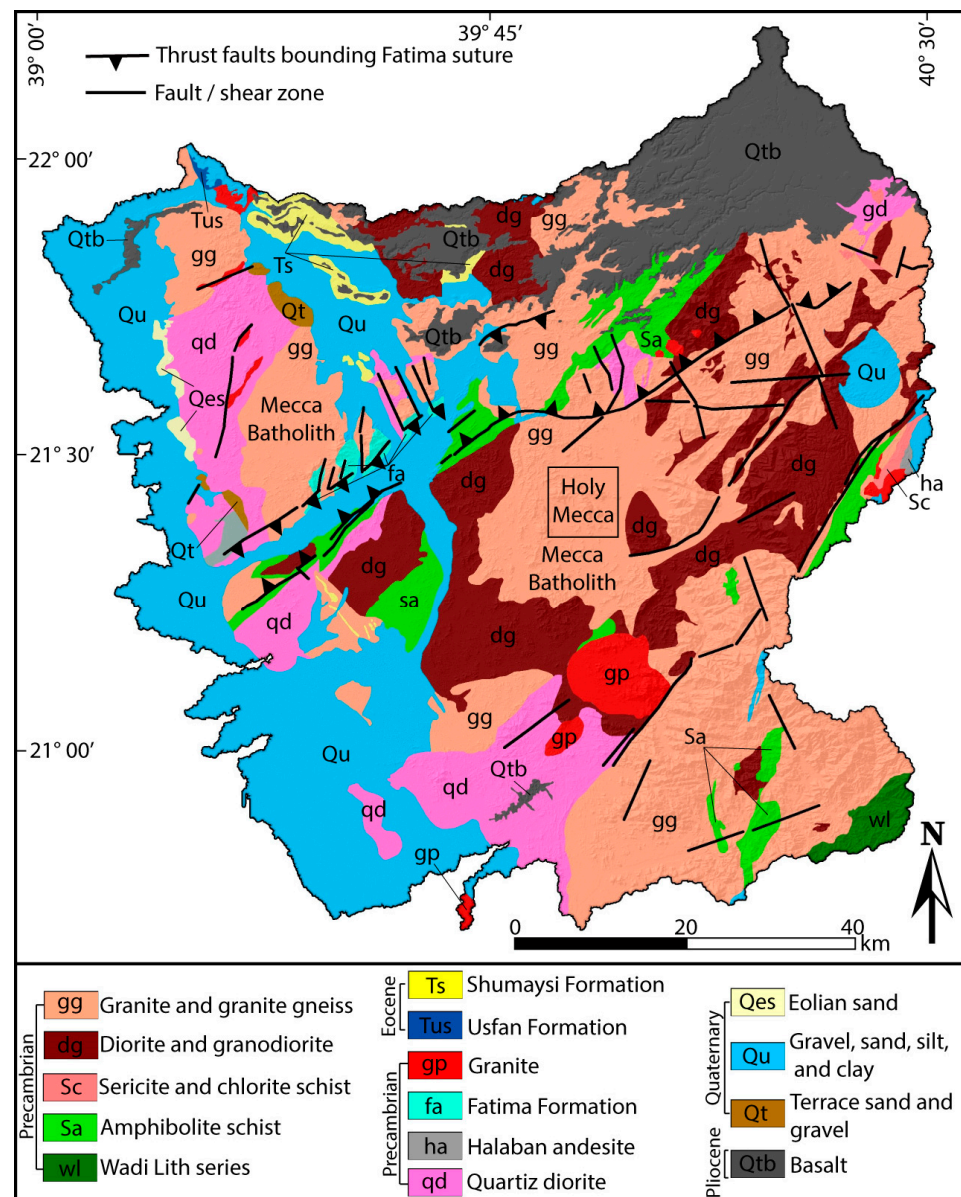 39° 00′
39° 45′
40° 30′
Thrust faults bounding Fatima suture
Fault / shear zone
22° 00′
21° 30′
21° 00′
Qtb
gd
Tus
Qtb
gg
Ts
Qtb
dg
dg
gg
Qu
Qt
Qu
Qtb
gg
Sa
dg
gg
Qu
qd
gg
Qes
Mecca
Batholith
fa
gg
dg
dg
Holy
Mecca
dg
ha
Sc
Mecca
Batholith
dg
Qt
Qu
dg
sa
qd
dg
gp
gg
gp
Sa
Qu
Qtb
qd
qd
gg
wl
gp
N
0
20
40
km
Precambrian
gg Granite and granite gneiss
dg Diorite and granodiorite
Sc Sericite and chlorite schist
Sa Amphibolite schist
wl Wadi Lith series
Eocene
Ts Shumaysi Formation
Tus Usfan Formation
Precambrian
gp Granite
fa Fatima Formation
ha Halaban andesite
qd Quartiz diorite
Quaternary
Qes Eolian sand
Qu Gravel, sand, silt,
and clay
Qt Terrace sand and
gravel
Pliocene
Qtb Basalt